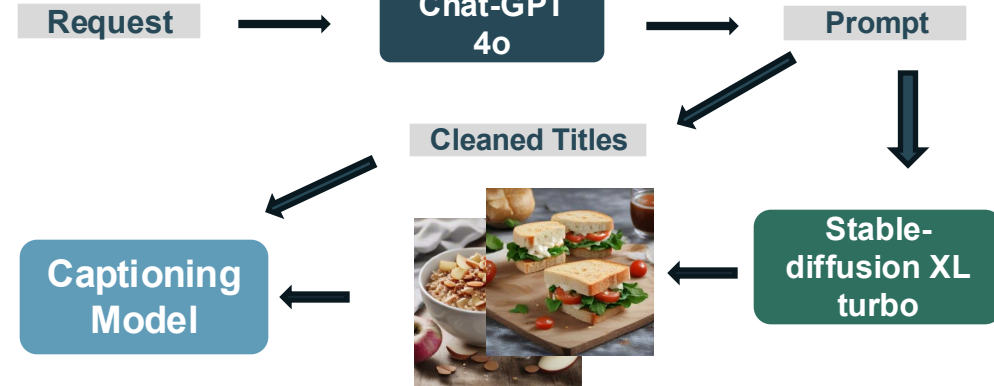 Request
Chat-GPT
4o
Prompt
Cleaned Titles
Stable-
diffusion XL
turbo
Captioning
Model